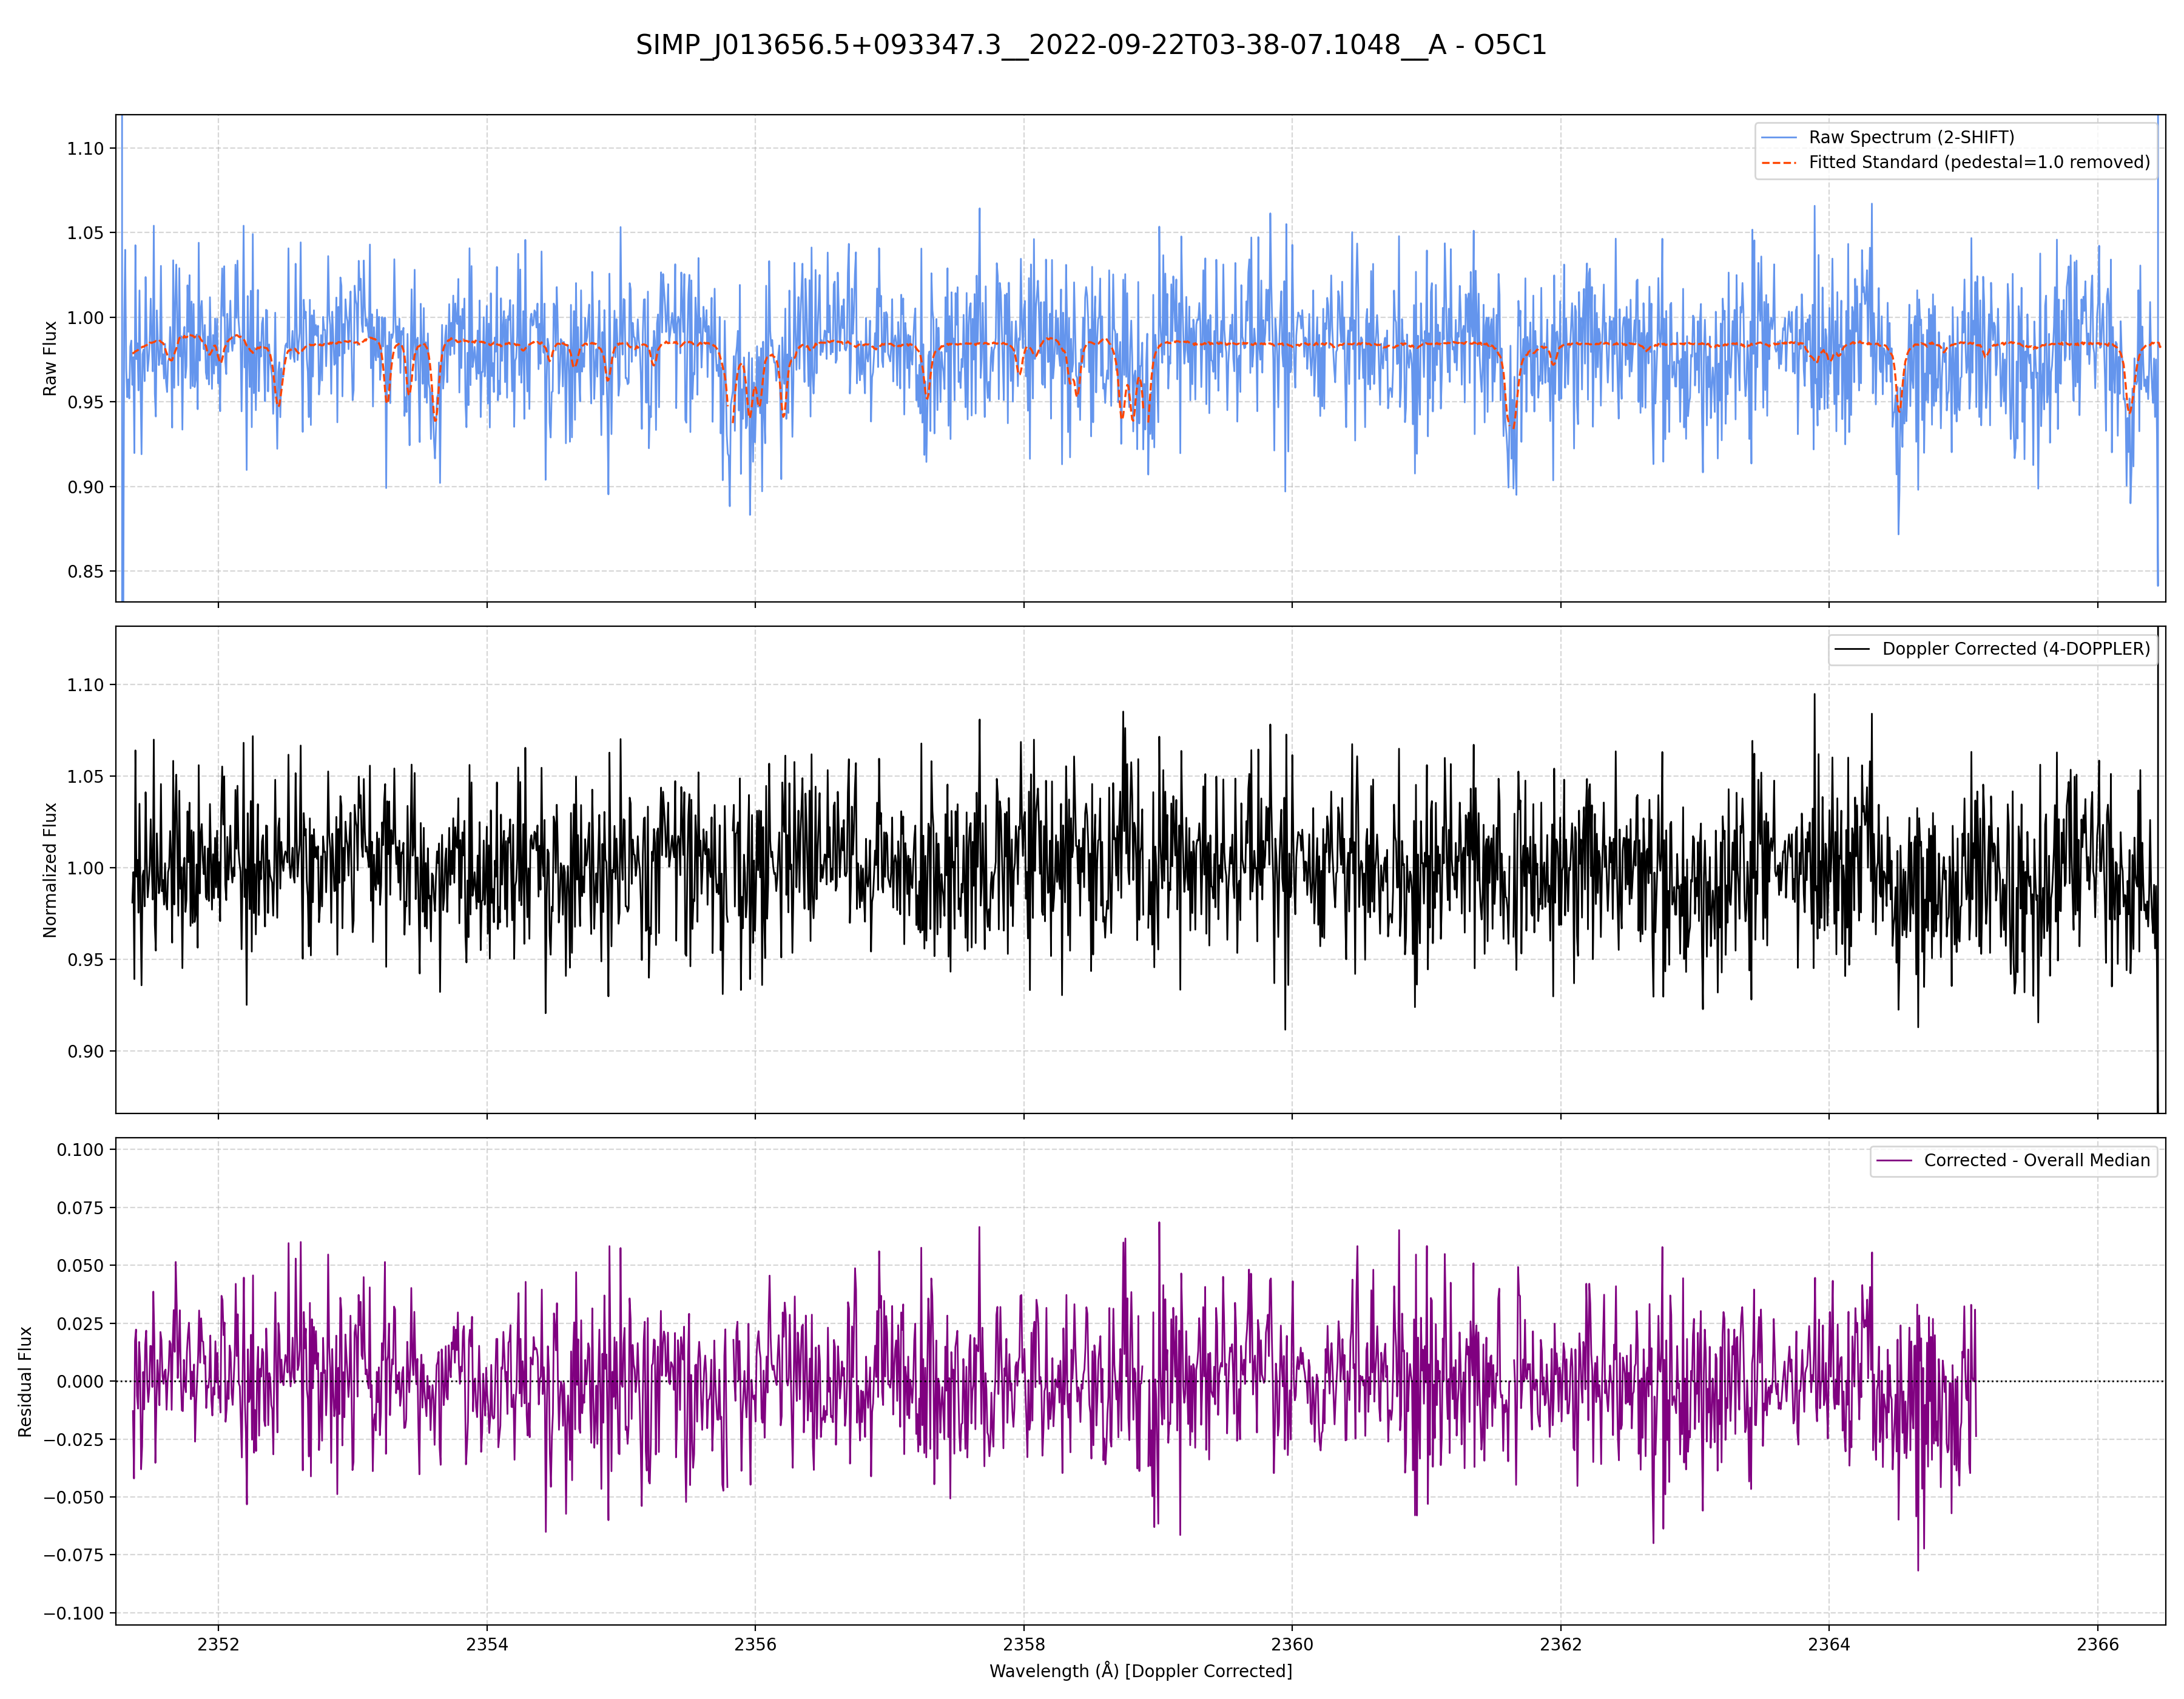 SIMP_J013656.5+093347.3__2022-09-22T03-38-07.1048__A - O5C1
Raw Flux
1.10
1.05
1.00
0.95
0.90
0.85
Raw Spectrum (2-SHIFT)
Fitted Standard (pedestal=1.0 removed)
Normalized Flux
1.10
1.05
1.00
0.95
0.90
Doppler Corrected (4-DOPPLER)
Residual Flux
0.100
0.075
0.050
0.025
0.000
−0.025
−0.050
−0.075
−0.100
Corrected - Overall Median
2352 2354 2356 2358 2360 2362 2364 2366
Wavelength (Å) [Doppler Corrected]